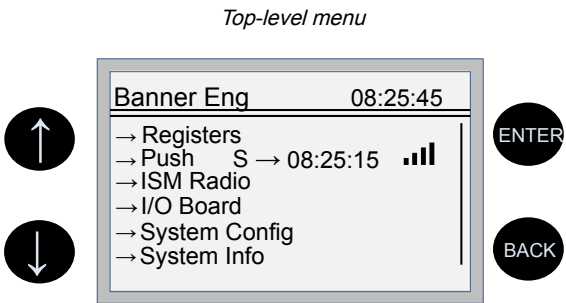 Top-level menu
Banner Eng 08:25:45
↑
ENTER
→ Registers
→ Push S → 08:25:15
→ ISM Radio
→ I/O Board
→ System Config
→ System Info
↓
BACK